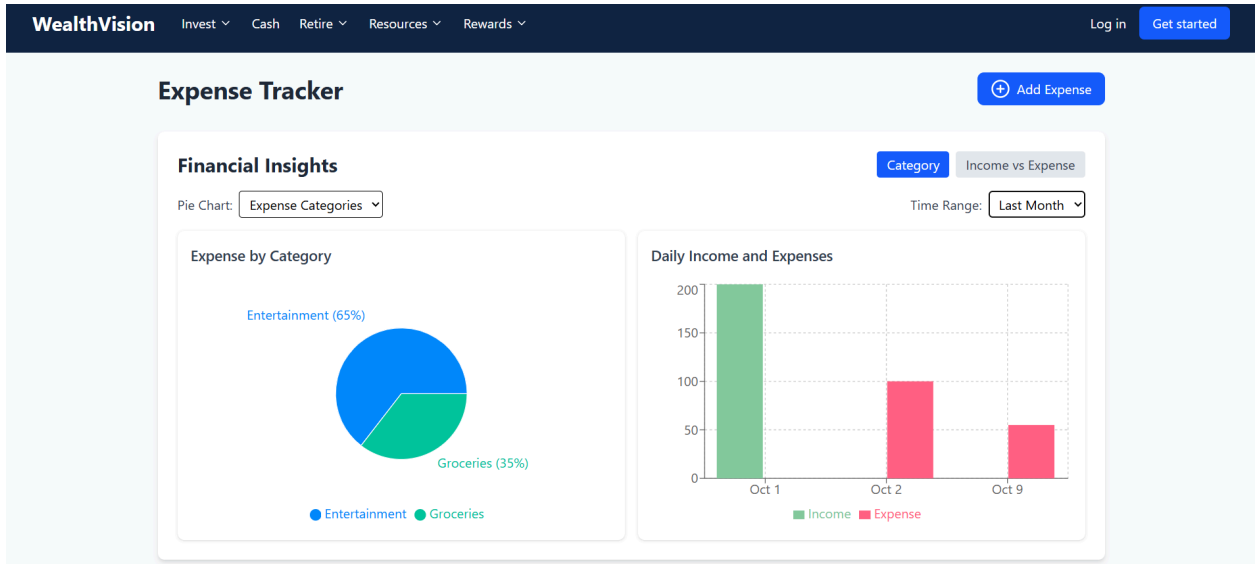 WealthVision Invest Cash Retire Resources Rewards Log in Get started
Expense Tracker
Add Expense
Financial Insights
Category Income vs Expense
Pie Chart: Expense Categories
Time Range: Last Month
Expense by Category
Entertainment (65%)
Groceries (35%)
Entertainment Groceries
Daily Income and Expenses
200
150
100
50
0
Oct 1 Oct 2 Oct 9
Income Expense